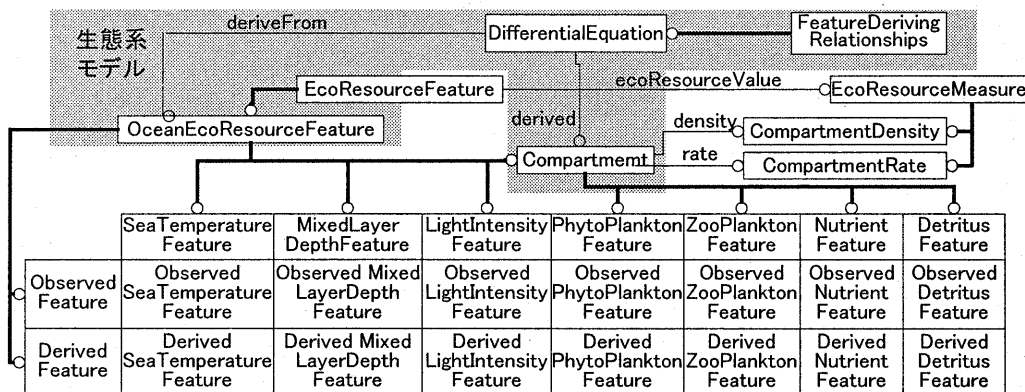 生態系
モデル
deriveFrom
DifferentialEquation
FeatureDeriving
Relationships
EcoResourceFeature
ecoResourceValue
EcoResourceMeasure
OceanEcoResourceFeature
derived
density
CompartmentDensity
Compartment
rate
CompartmentRate
SeaTemperature
Feature
MixedLayer
DepthFeature
LightIntensity
Feature
PhytoPlankton
Feature
ZooPlankton
Feature
Nutrient
Feature
Detritus
Feature
Observed
Feature
Observed
SeaTemperature
Feature
Observed Mixed
LayerDepth
Feature
Observed
LightIntensity
Feature
Observed
PhytoPlankton
Feature
Observed
ZooPlankton
Feature
Observed
Nutrient
Feature
Observed
Detritus
Feature
Derived
Feature
Derived
SeaTemperature
Feature
Derived Mixed
LayerDepth
Feature
Derived
LightIntensity
Feature
Derived
PhytoPlankton
Feature
Derived
ZooPlankton
Feature
Derived
Nutrient
Feature
Derived
Detritus
Feature